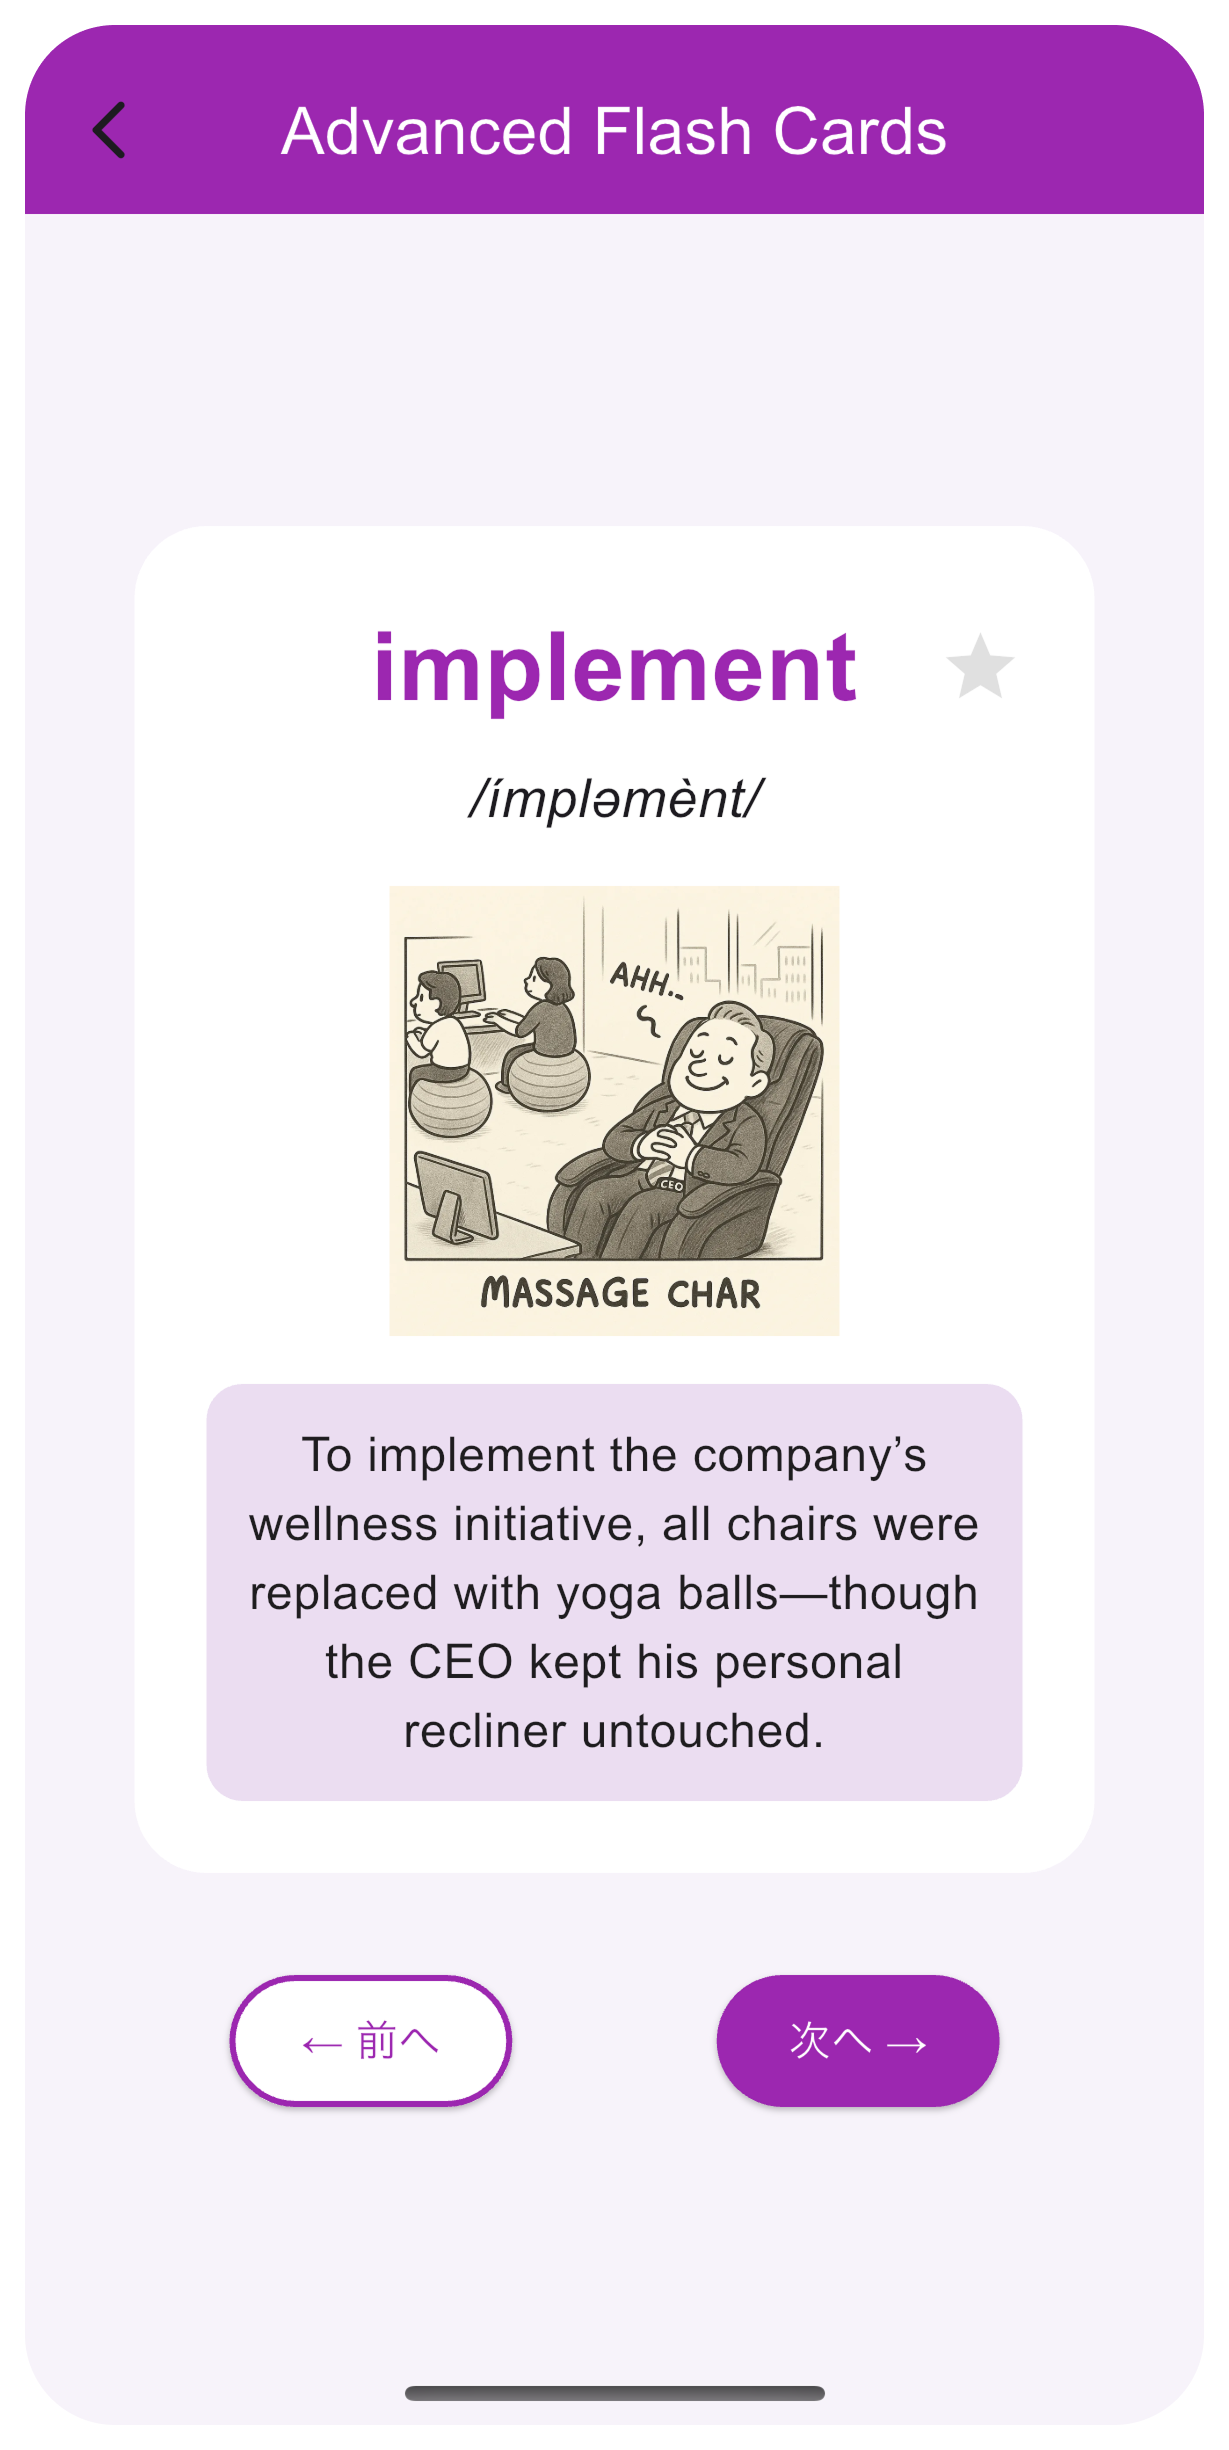 Advanced Flash Cards
implement
/ímpləmènt/
AHH..
CEO
MASSAGE CHAR
To implement the company’s
wellness initiative, all chairs were
replaced with yoga balls—though
the CEO kept his personal
recliner untouched.
← 前へ
次へ →